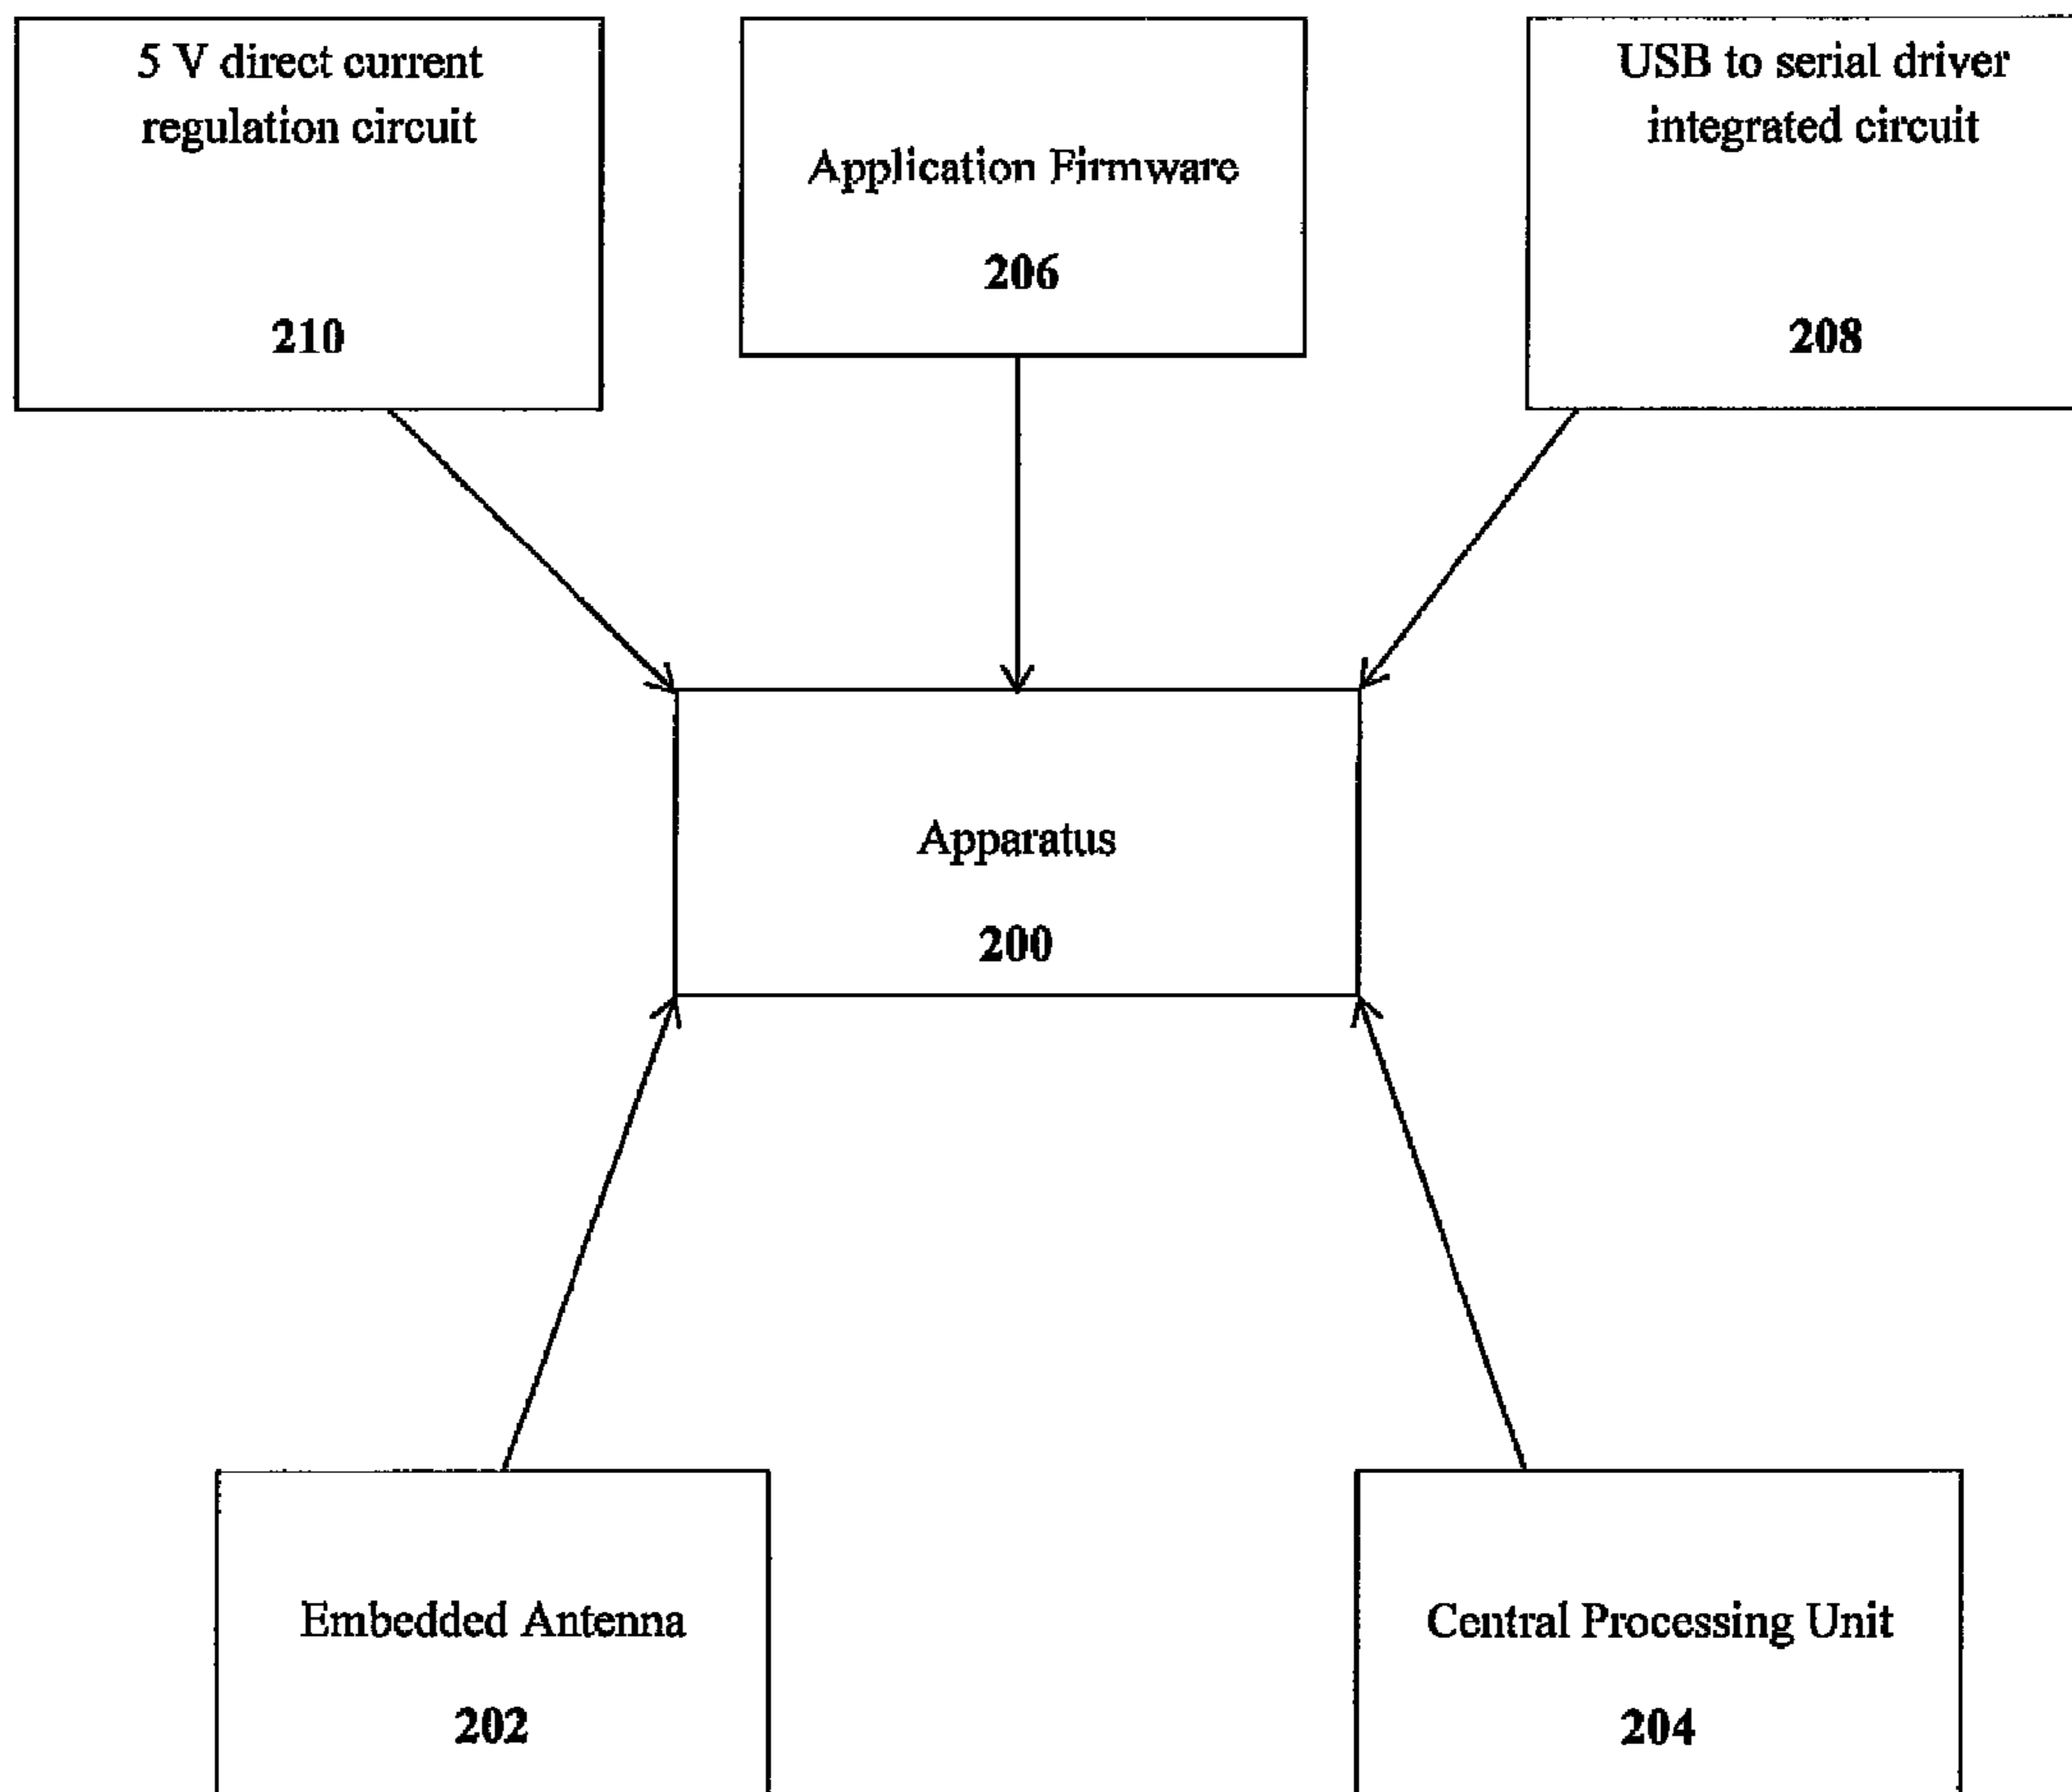 5 V direct current
regulation circuit
210
Application Firmware
206
USB to serial driver
integrated circuit
208
Apparatus
200
Embedded Antenna
202
Central Processing Unit
204